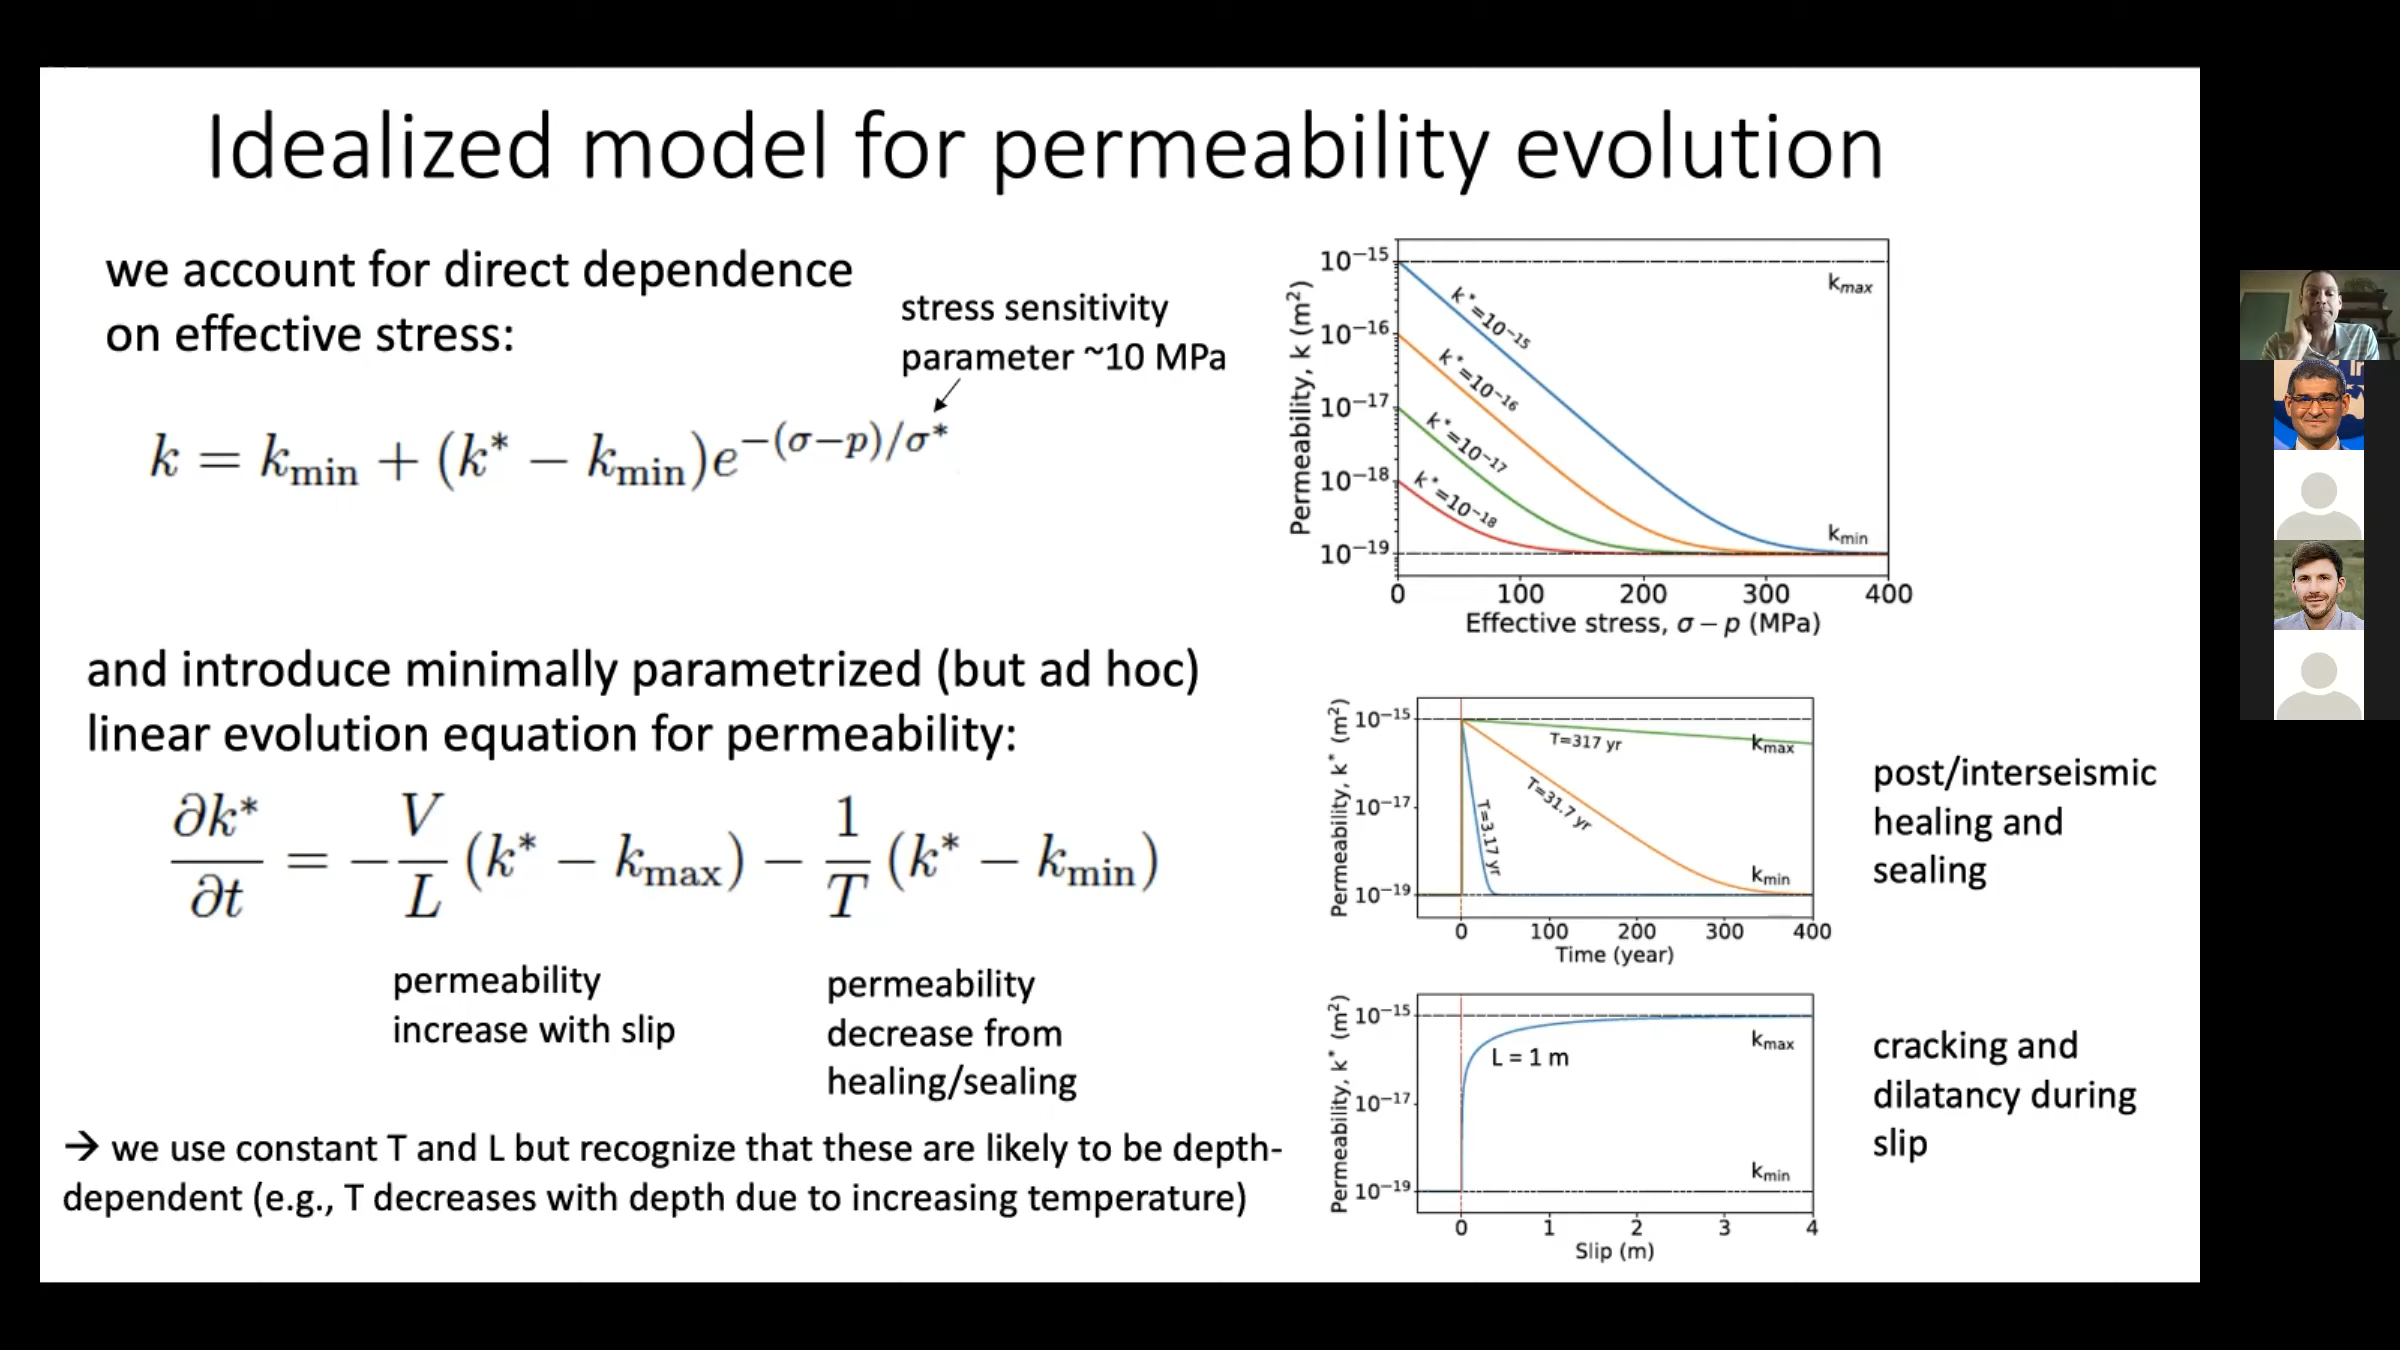 Idealized model for permeability evolution
we account for direct dependence
on effective stress:
stress sensitivity
parameter ~10 MPa
k = k_min + (k* − k_min)e^{−(σ−p)/σ*}
and introduce minimally parametrized (but ad hoc)
linear evolution equation for permeability:
∂k*/∂t = −V/L (k* − k_max) − 1/T (k* − k_min)
permeability
increase with slip
permeability
decrease from
healing/sealing
→ we use constant T and L but recognize that these are likely to be depth-
dependent (e.g., T decreases with depth due to increasing temperature)
Permeability, k (m²)
10⁻¹⁵
10⁻¹⁶
10⁻¹⁷
10⁻¹⁸
10⁻¹⁹
k*=10⁻¹⁵
k*=10⁻¹⁶
k*=10⁻¹⁷
k*=10⁻¹⁸
kmax
kmin
0 100 200 300 400
Effective stress, σ − p (MPa)
Permeability, k* (m²)
10⁻¹⁵
10⁻¹⁷
10⁻¹⁹
T=317 yr
T=31.7 yr
T=3.17 yr
kmax
kmin
0 100 200 300 400
Time (year)
post/interseismic
healing and
sealing
Permeability, k* (m²)
10⁻¹⁵
10⁻¹⁷
10⁻¹⁹
L = 1 m
kmax
kmin
0 1 2 3 4
Slip (m)
cracking and
dilatancy during
slip